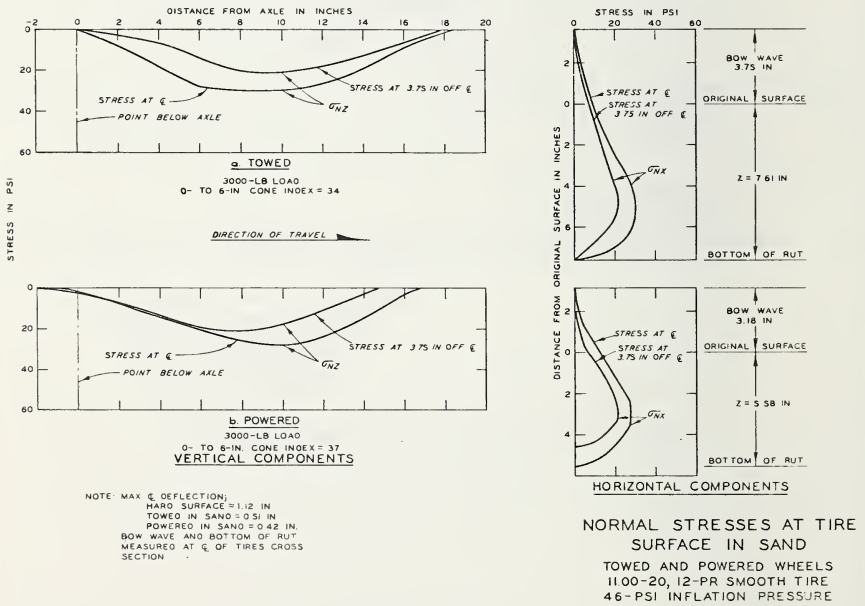 DISTANCE FROM AXLE IN INCHES
-2 0 2 4 6 8 10 12 14 16 18 20
0
20
40
60
STRESS AT ℄
σNZ
STRESS AT 3.75 IN OFF ℄
POINT BELOW AXLE
a. TOWED
3000-LB LOAD
0- TO 6-IN CONE INDEX = 34
STRESS IN PSI
DIRECTION OF TRAVEL
0
20
40
60
STRESS AT ℄
σNZ
STRESS AT 3.75 IN OFF ℄
POINT BELOW AXLE
b. POWERED
3000-LB LOAD
0- TO 6-IN. CONE INDEX = 37
VERTICAL COMPONENTS
NOTE: MAX ℄ DEFLECTION;
HARD SURFACE = 1.12 IN
TOWED IN SAND = 0.51 IN
POWERED IN SAND = 0.42 IN.
BOW WAVE AND BOTTOM OF RUT
MEASURED AT ℄ OF TIRES CROSS
SECTION
STRESS IN PSI
0 20 40 60
2
0
2
4
6
STRESS AT ℄
STRESS AT
3.75 IN OFF ℄
σNX
BOW WAVE
3.75 IN
ORIGINAL SURFACE
Z = 7.61 IN
BOTTOM OF RUT
DISTANCE FROM ORIGINAL SURFACE IN INCHES
2
0
2
4
STRESS AT ℄
STRESS AT
3.75 IN OFF ℄
σNX
BOW WAVE
3.18 IN
ORIGINAL SURFACE
Z = 5.58 IN
BOTTOM OF RUT
HORIZONTAL COMPONENTS
NORMAL STRESSES AT TIRE
SURFACE IN SAND
TOWED AND POWERED WHEELS
11.00-20, 12-PR SMOOTH TIRE
46-PSI INFLATION PRESSURE